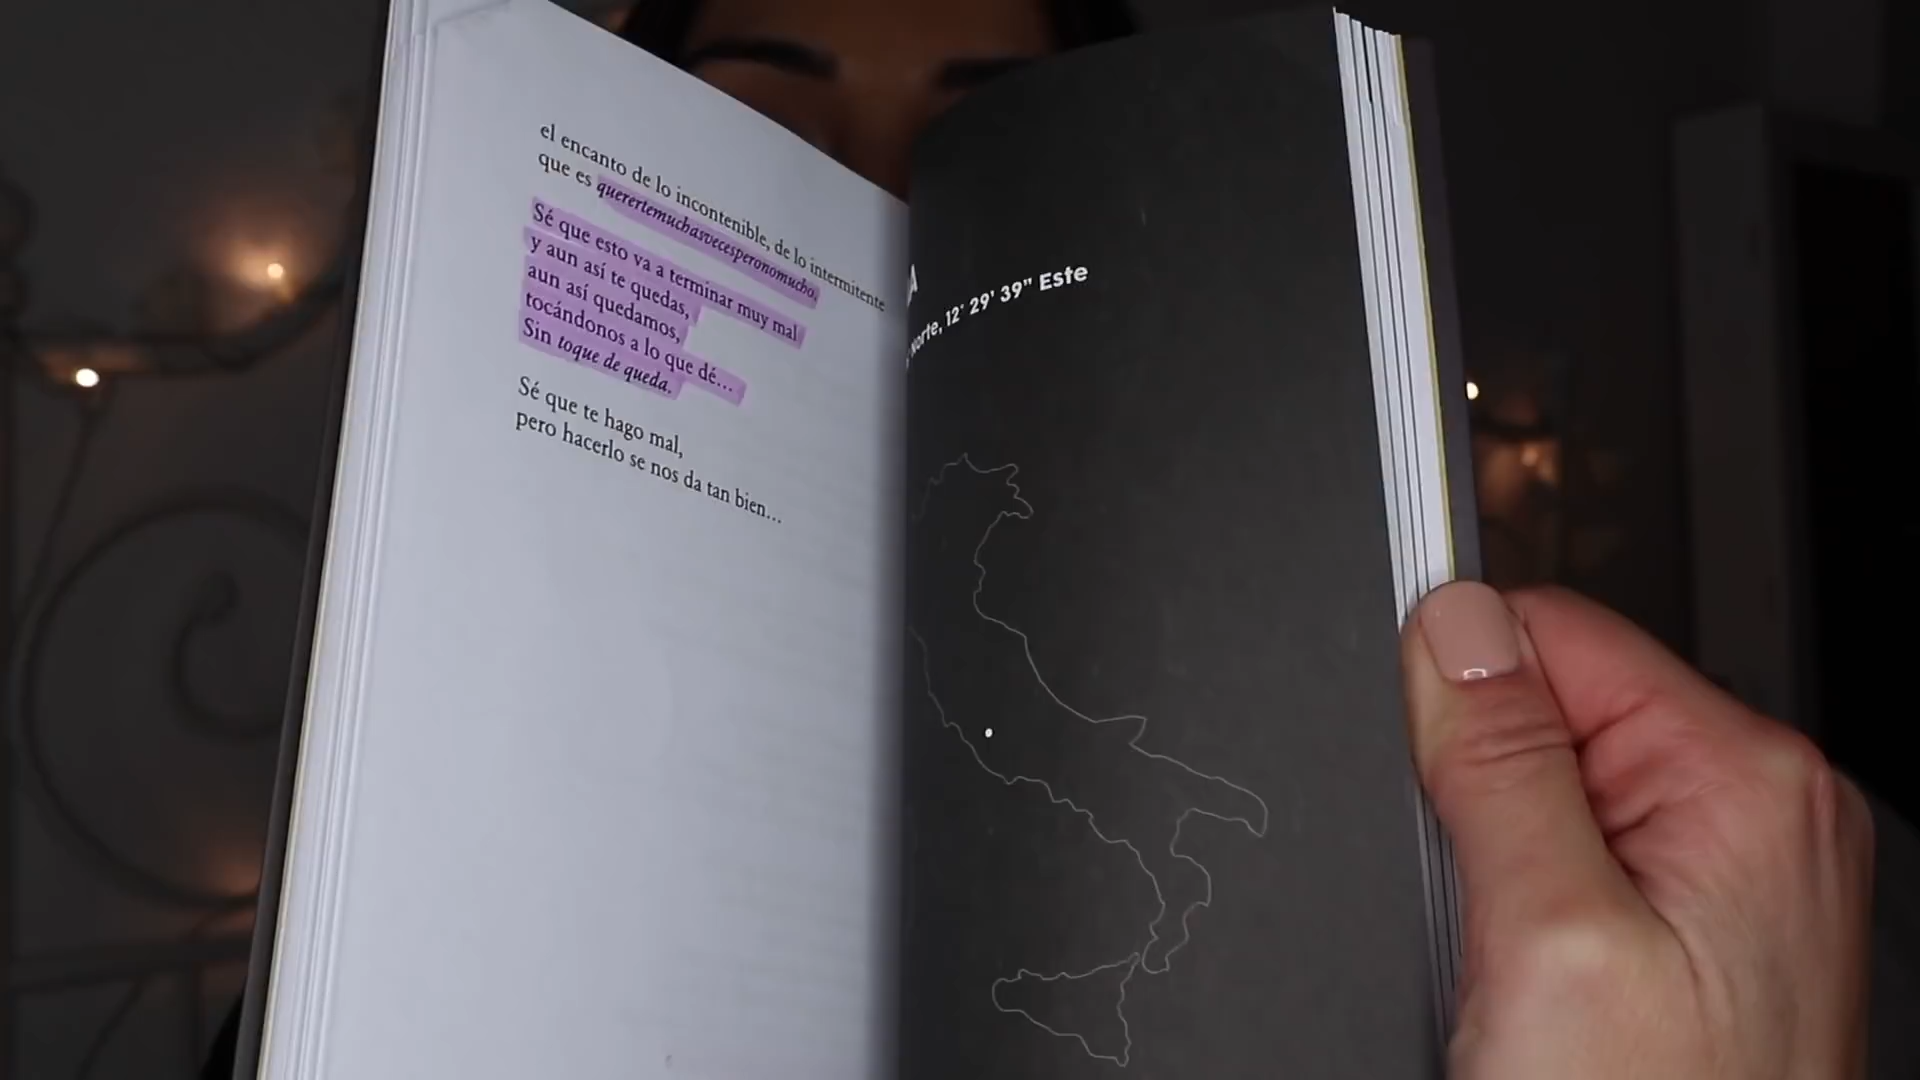 el encanto de lo incontenible, de lo intermitente
que es querertemuchasvecesperonomucho,
Sé que esto va a terminar muy mal
y aun así te quedas,
aun así quedamos,
tocándonos a lo que dé...
Sin toque de queda.
Sé que te hago mal,
pero hacerlo se nos da tan bien...
A
Norte, 12° 29' 39" Este